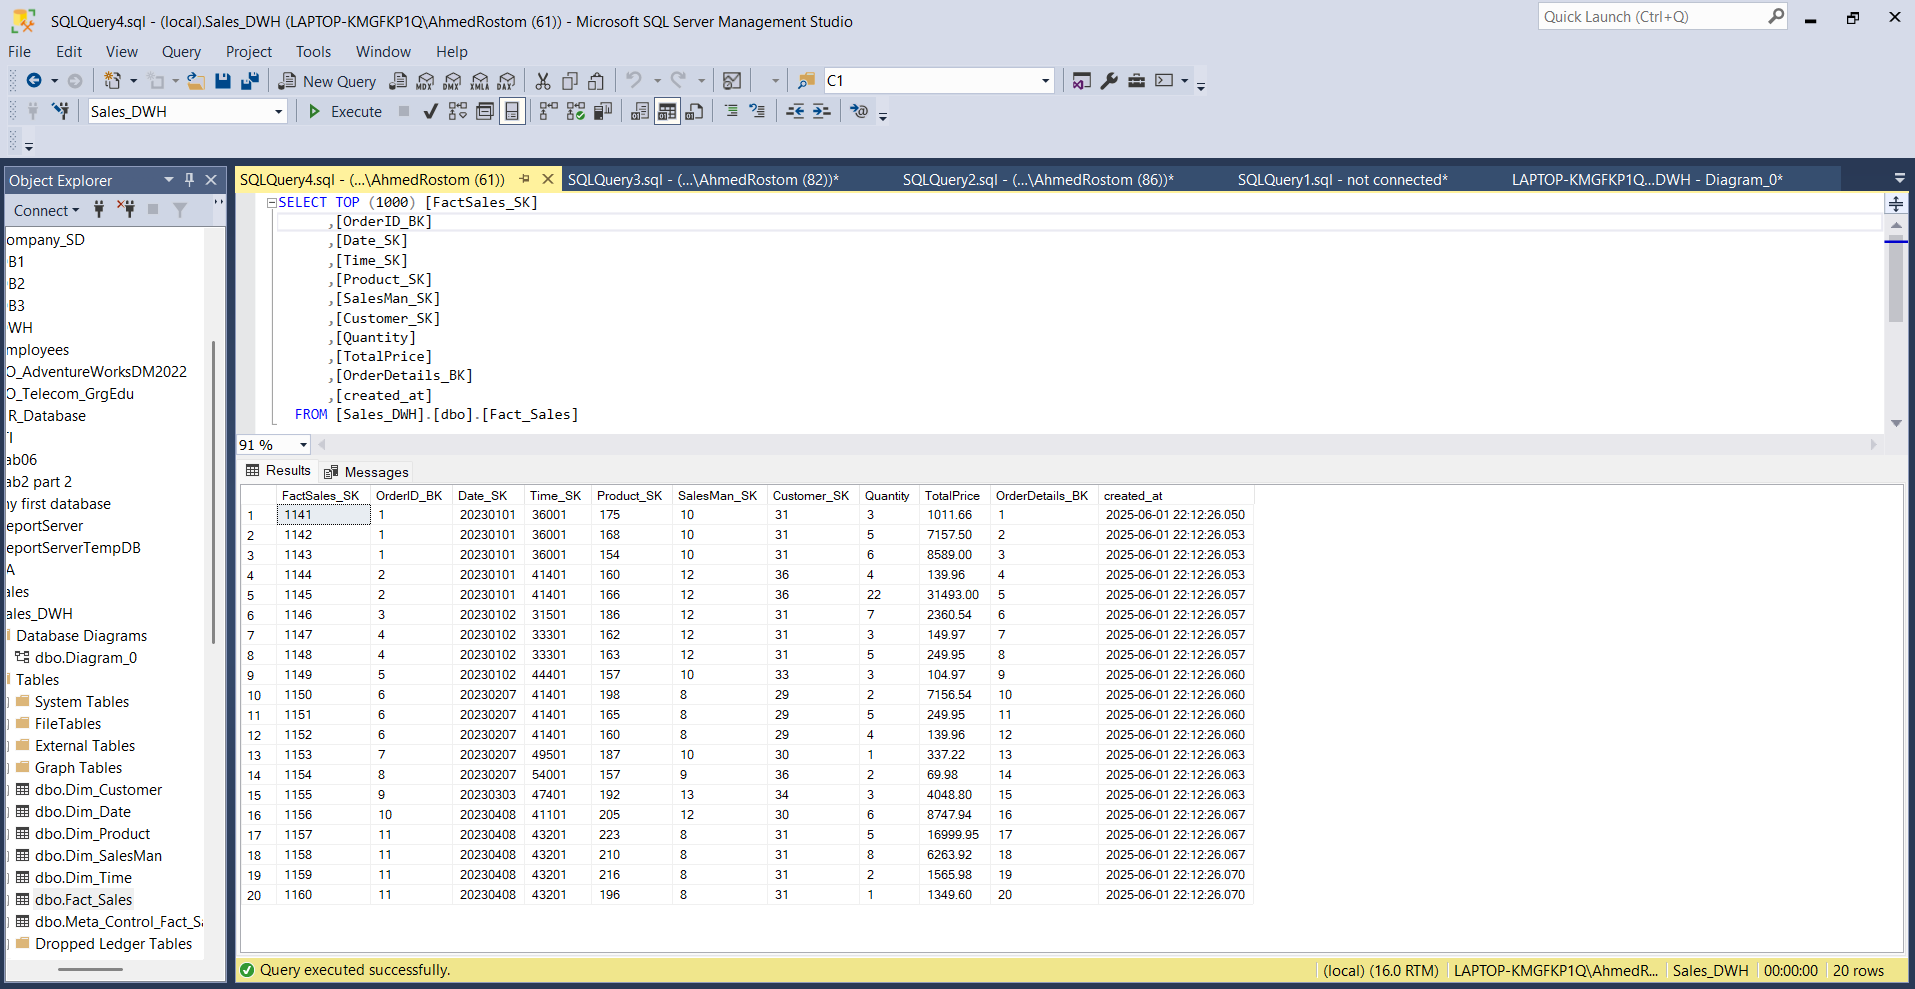 SQLQuery4.sql - (local).Sales_DWH (LAPTOP-KMGFKP1Q\AhmedRostom (61)) - Microsoft SQL Server Management Studio
Quick Launch (Ctrl+Q)
File Edit View Query Project Tools Window Help
New Query MDX DMX XMLA DAX C1
Sales_DWH Execute
Object Explorer
SQLQuery4.sql - (...\AhmedRostom (61)) SQLQuery3.sql - (...\AhmedRostom (82))* SQLQuery2.sql - (...\AhmedRostom (86))* SQLQuery1.sql - not connected* LAPTOP-KMGFKP1Q...DWH - Diagram_0*
Connect
ompany_SD
B1
B2
B3
WH
mployees
O_AdventureWorksDM2022
O_Telecom_GrgEdu
R_Database
TI
ab06
ab2 part 2
ny first database
eportServer
eportServerTempDB
A
ales
ales_DWH
Database Diagrams
dbo.Diagram_0
Tables
System Tables
FileTables
External Tables
Graph Tables
dbo.Dim_Customer
dbo.Dim_Date
dbo.Dim_Product
dbo.Dim_SalesMan
dbo.Dim_Time
dbo.Fact_Sales
dbo.Meta_Control_Fact_Sa
Dropped Ledger Tables
SELECT TOP (1000) [FactSales_SK]
,[OrderID_BK]
,[Date_SK]
,[Time_SK]
,[Product_SK]
,[SalesMan_SK]
,[Customer_SK]
,[Quantity]
,[TotalPrice]
,[OrderDetails_BK]
,[created_at]
FROM [Sales_DWH].[dbo].[Fact_Sales]
91 %
Results Messages
FactSales_SK OrderID_BK Date_SK Time_SK Product_SK SalesMan_SK Customer_SK Quantity TotalPrice OrderDetails_BK created_at
1 1141 1 20230101 36001 175 10 31 3 1011.66 1 2025-06-01 22:12:26.050
2 1142 1 20230101 36001 168 10 31 5 7157.50 2 2025-06-01 22:12:26.053
3 1143 1 20230101 36001 154 10 31 6 8589.00 3 2025-06-01 22:12:26.053
4 1144 2 20230101 41401 160 12 36 4 139.96 4 2025-06-01 22:12:26.053
5 1145 2 20230101 41401 166 12 36 22 31493.00 5 2025-06-01 22:12:26.057
6 1146 3 20230102 31501 186 12 31 7 2360.54 6 2025-06-01 22:12:26.057
7 1147 4 20230102 33301 162 12 31 3 149.97 7 2025-06-01 22:12:26.057
8 1148 4 20230102 33301 163 12 31 5 249.95 8 2025-06-01 22:12:26.057
9 1149 5 20230102 44401 157 10 33 3 104.97 9 2025-06-01 22:12:26.060
10 1150 6 20230207 41401 198 8 29 2 7156.54 10 2025-06-01 22:12:26.060
11 1151 6 20230207 41401 165 8 29 5 249.95 11 2025-06-01 22:12:26.060
12 1152 6 20230207 41401 160 8 29 4 139.96 12 2025-06-01 22:12:26.060
13 1153 7 20230207 49501 187 10 30 1 337.22 13 2025-06-01 22:12:26.063
14 1154 8 20230207 54001 157 9 36 2 69.98 14 2025-06-01 22:12:26.063
15 1155 9 20230303 47401 192 13 34 3 4048.80 15 2025-06-01 22:12:26.063
16 1156 10 20230408 41101 205 12 30 6 8747.94 16 2025-06-01 22:12:26.067
17 1157 11 20230408 43201 223 8 31 5 16999.95 17 2025-06-01 22:12:26.067
18 1158 11 20230408 43201 210 8 31 8 6263.92 18 2025-06-01 22:12:26.067
19 1159 11 20230408 43201 216 8 31 2 1565.98 19 2025-06-01 22:12:26.070
20 1160 11 20230408 43201 196 8 31 1 1349.60 20 2025-06-01 22:12:26.070
Query executed successfully. (local) (16.0 RTM) LAPTOP-KMGFKP1Q\AhmedR... Sales_DWH 00:00:00 20 rows